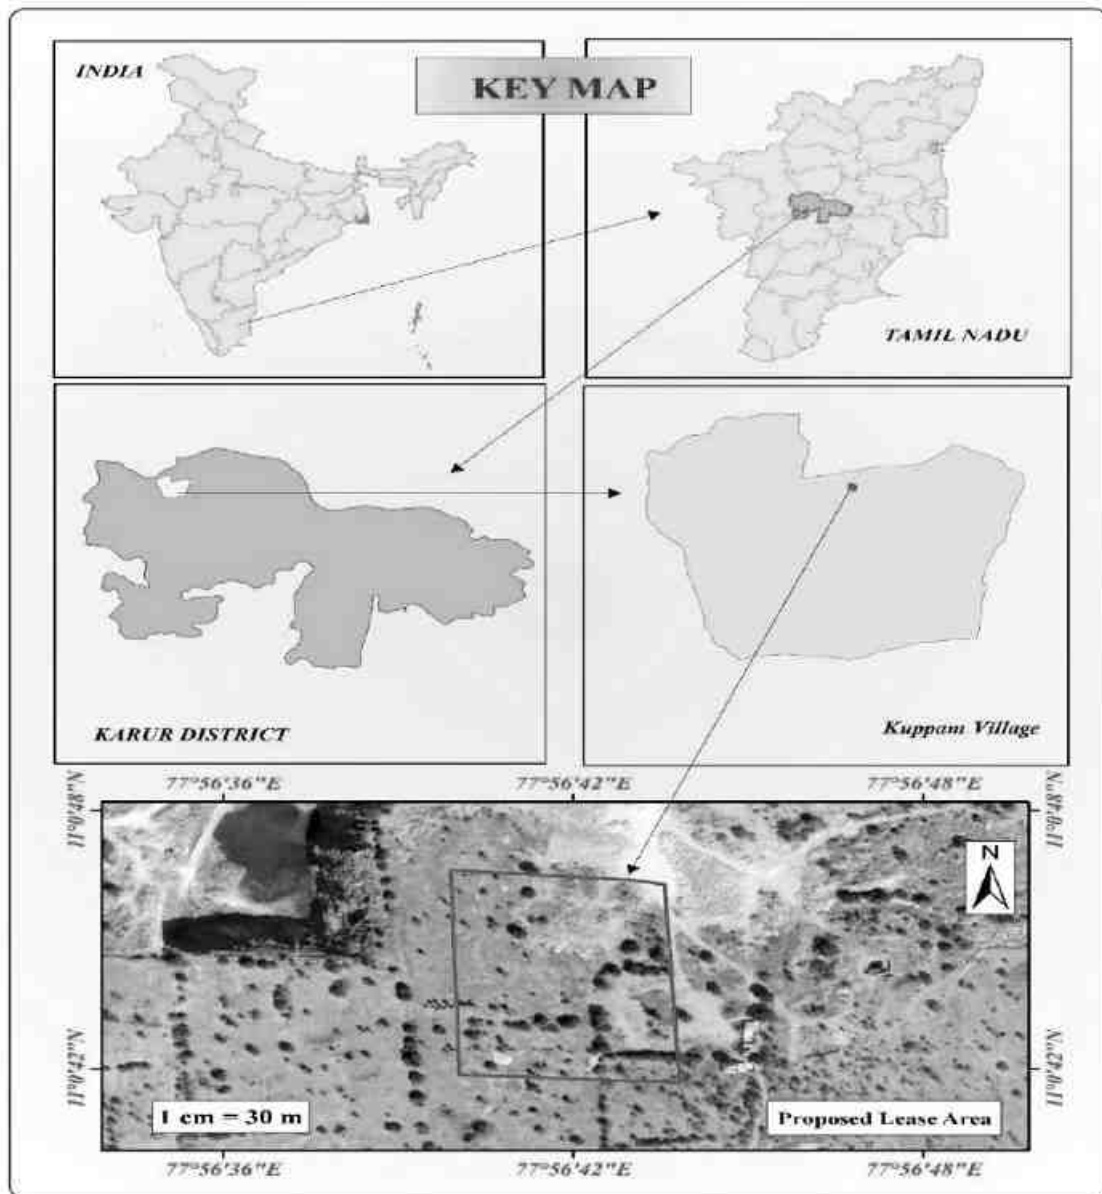 KEY MAP
INDIA
TAMIL NADU
KARUR DISTRICT
Kuppam Village
77°56'36"E
77°56'42"E
77°56'48"E
11°0'48"N
11°0'48"N
N
11°0'42"N
11°0'42"N
1 cm = 30 m
Proposed Lease Area
77°56'36"E
77°56'42"E
77°56'48"E